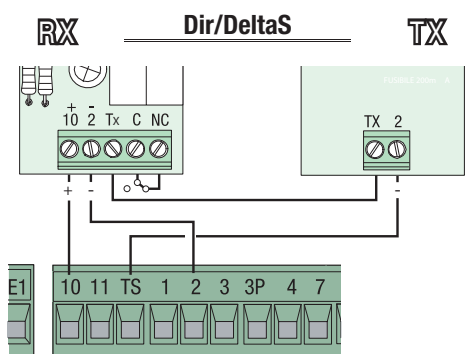 RX Dir/DeltaS TX
+ -
10 2 Tx C NC
TX 2
+ - -
E1 10 11 TS 1 2 3 3P 4 7